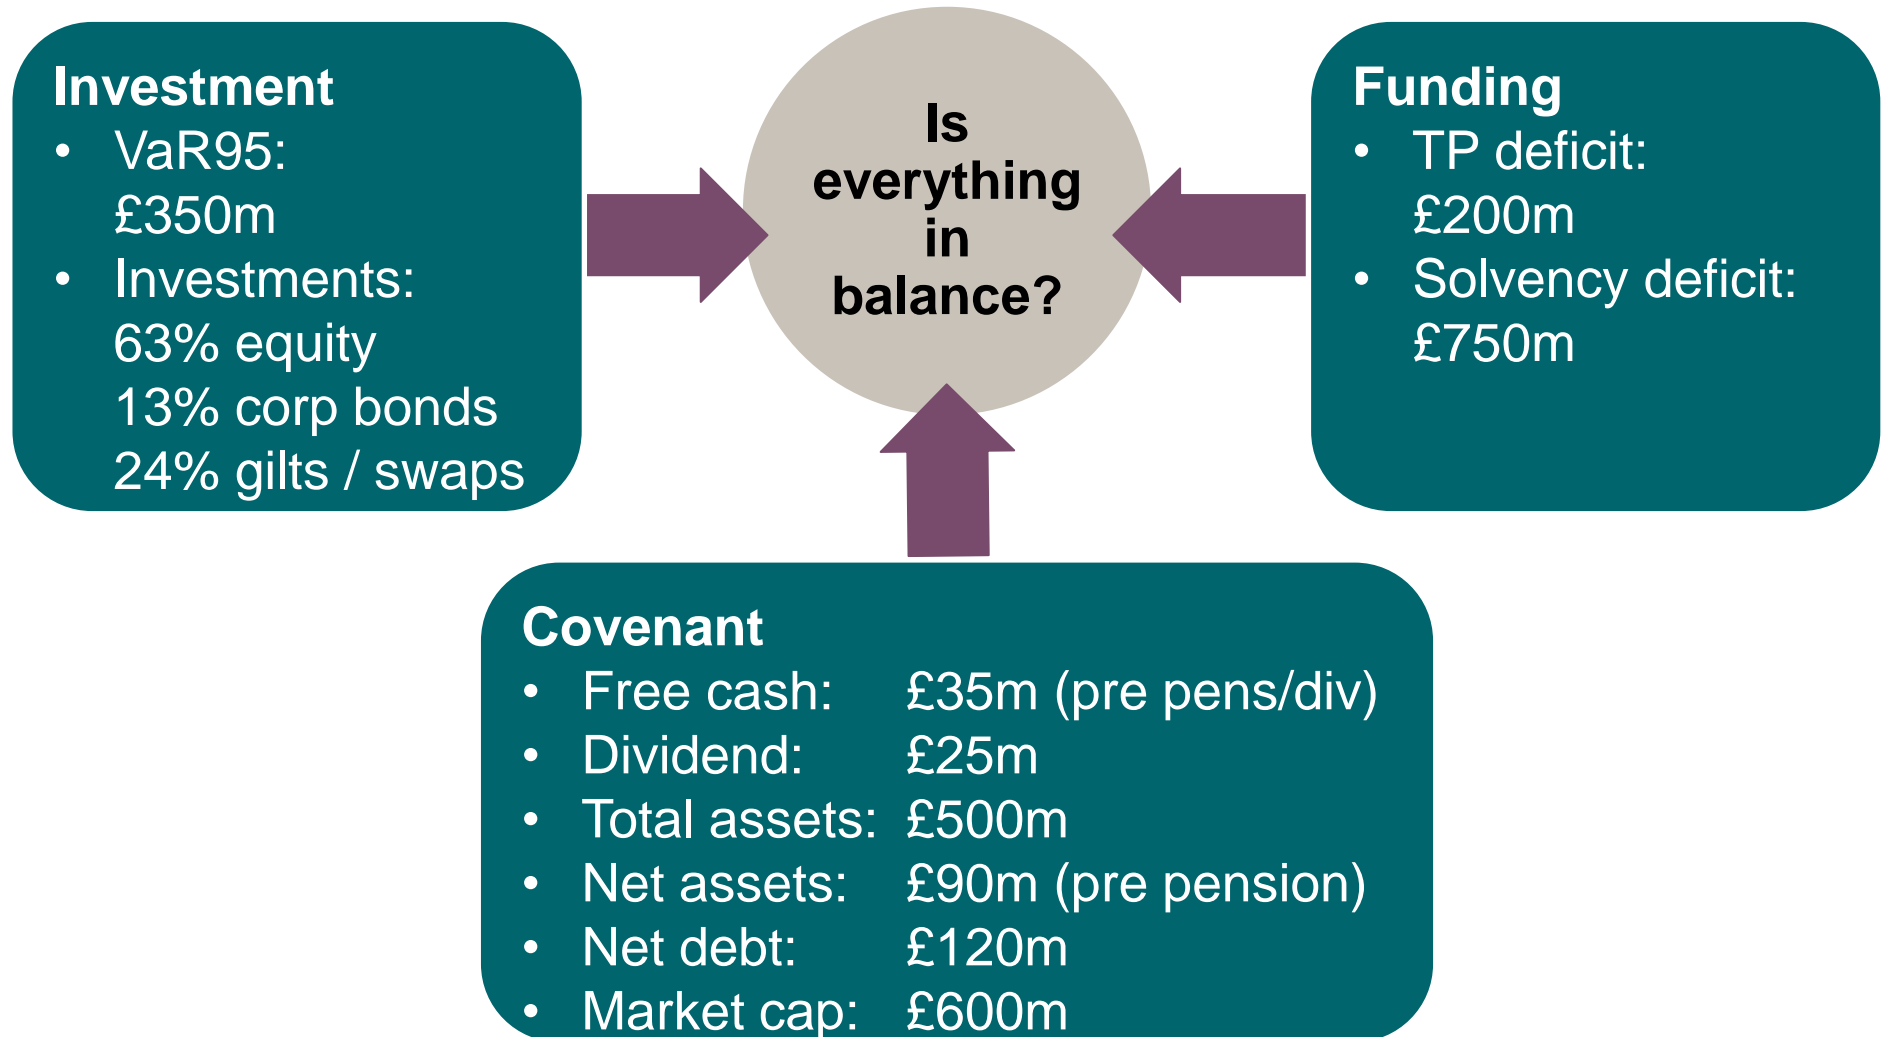 Investment
• VaR95:
£350m
• Investments:
63% equity
13% corp bonds
24% gilts / swaps
Is
everything
in
balance?
Funding
• TP deficit:
£200m
• Solvency deficit:
£750m
Covenant
• Free cash: £35m (pre pens/div)
• Dividend: £25m
• Total assets: £500m
• Net assets: £90m (pre pension)
• Net debt: £120m
• Market cap: £600m